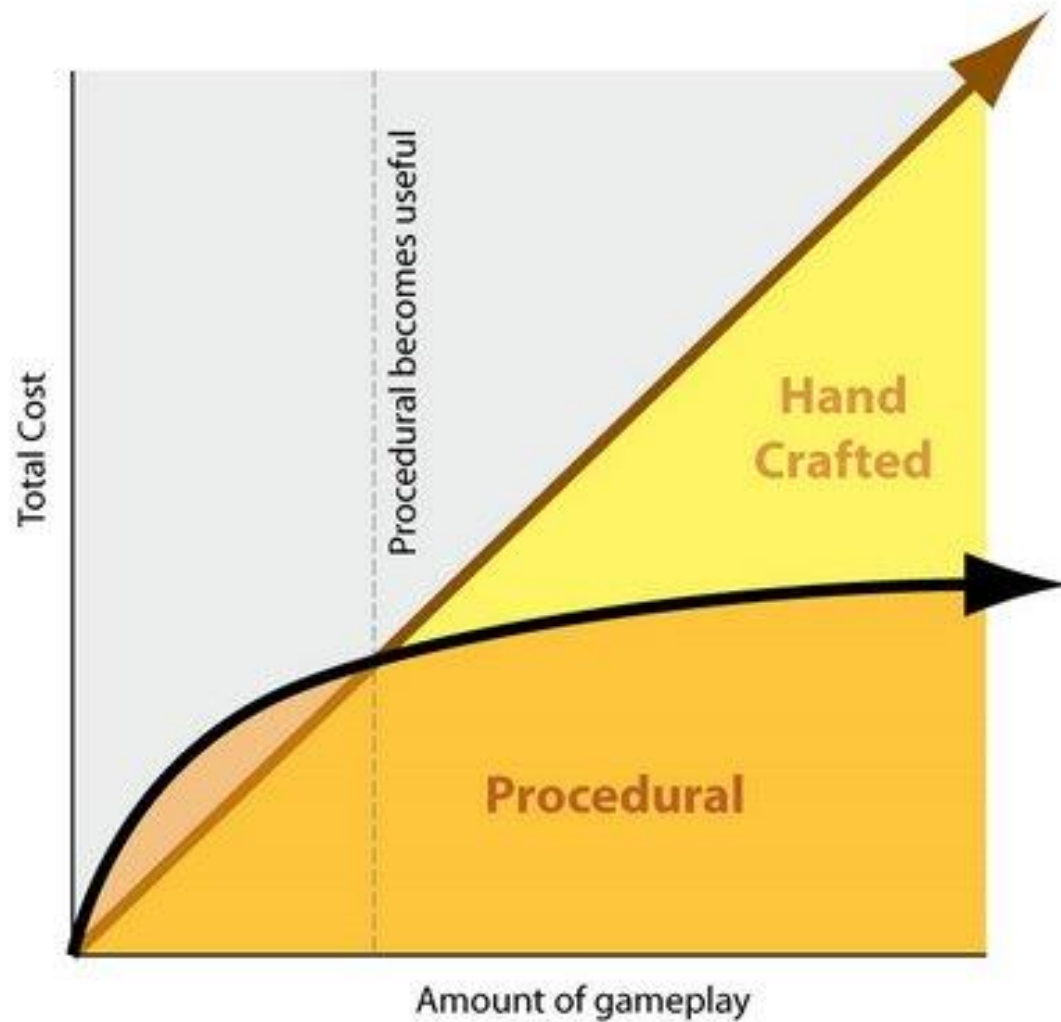 Procedural becomes useful
Total Cost
Hand
Crafted
Procedural
Amount of gameplay